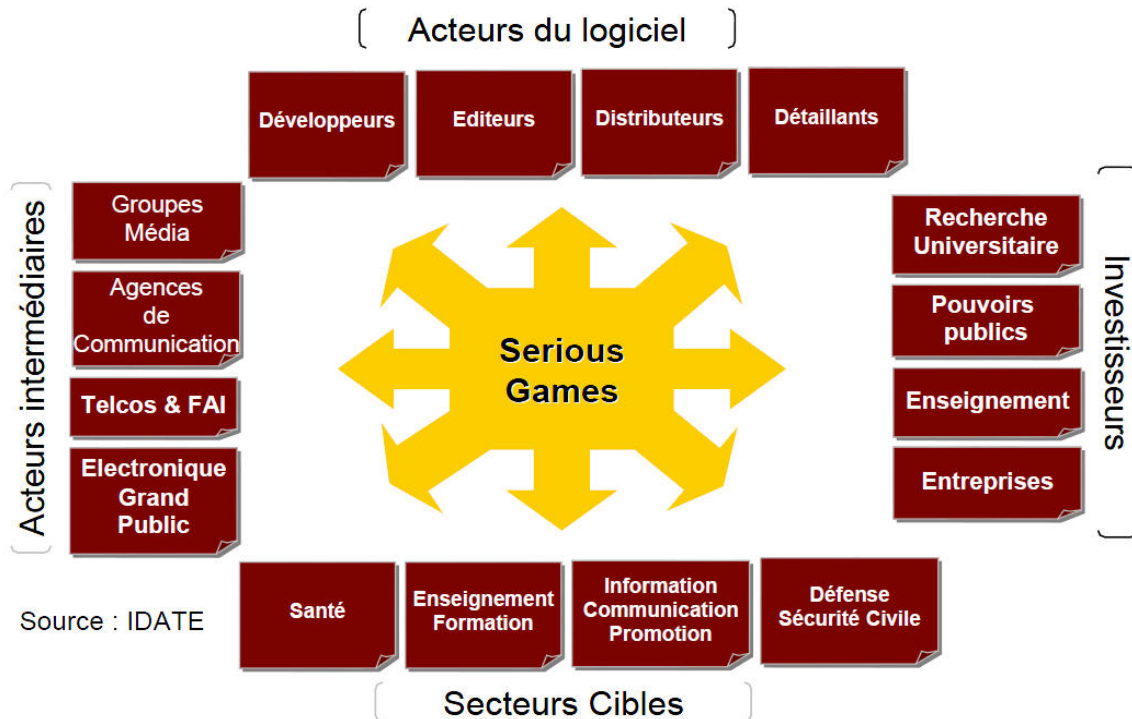 Acteurs du logiciel
Développeurs
Editeurs
Distributeurs
Détaillants
Acteurs intermédiaires
Groupes
Média
Agences
de
Communication
Telcos & FAI
Electronique
Grand
Public
Serious
Games
Recherche
Universitaire
Pouvoirs
publics
Enseignement
Entreprises
Investisseurs
Source : IDATE
Santé
Enseignement
Formation
Information
Communication
Promotion
Défense
Sécurité Civile
Secteurs Cibles